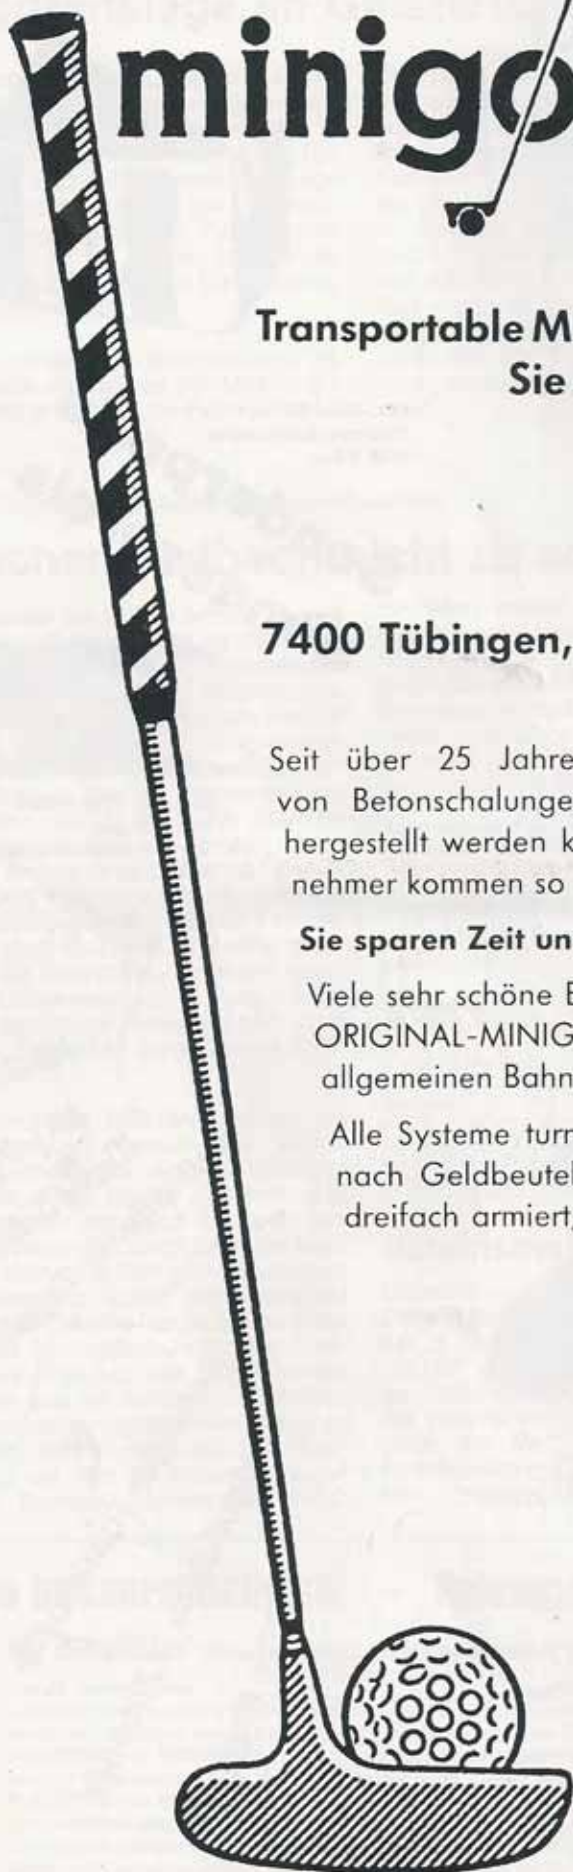 minigo
Transportable M
Sie
7400 Tübingen,
Seit über 25 Jahre
von Betonschalunge
hergestellt werden k
nehmer kommen so
Sie sparen Zeit un
Viele sehr schöne B
ORIGINAL-MINIG
allgemeinen Bahn
Alle Systeme turn
nach Geldbeutel
dreifach armiert,